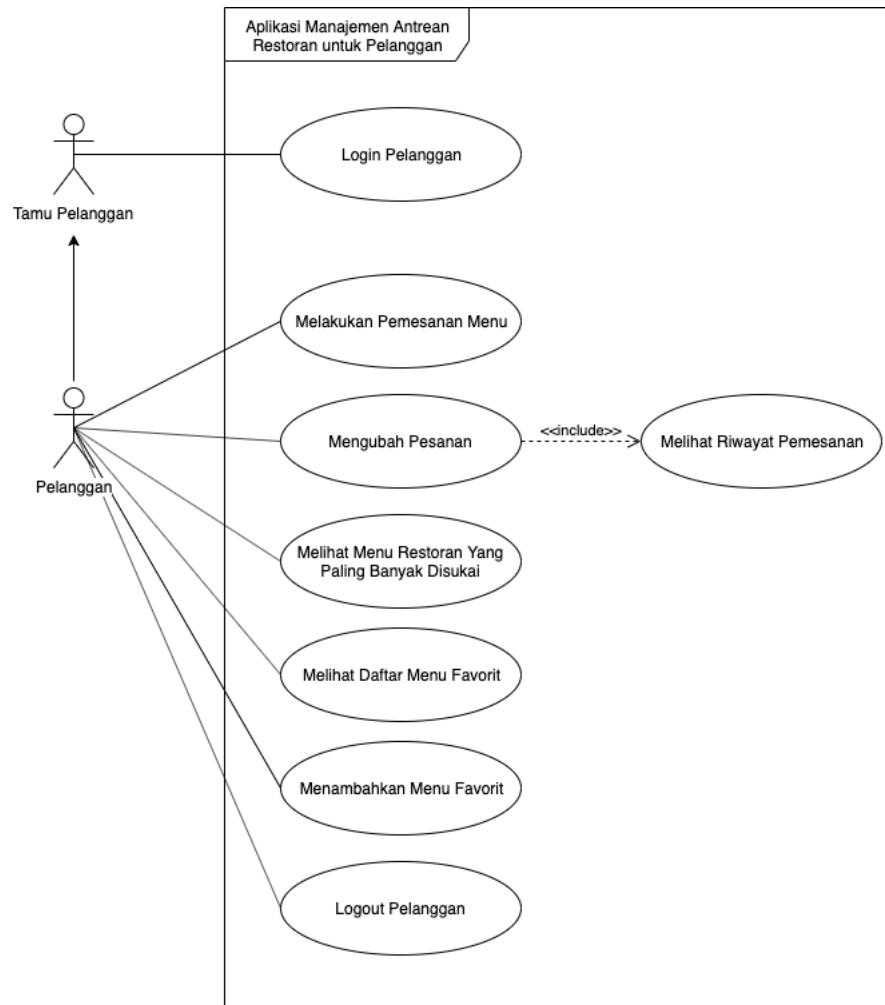 Aplikasi Manajemen Antrean
Restoran untuk Pelanggan
Login Pelanggan
Tamu Pelanggan
Melakukan Pemesanan Menu
Mengubah Pesanan
<<include>>
Melihat Riwayat Pemesanan
Pelanggan
Melihat Menu Restoran Yang
Paling Banyak Disukai
Melihat Daftar Menu Favorit
Menambahkan Menu Favorit
Logout Pelanggan